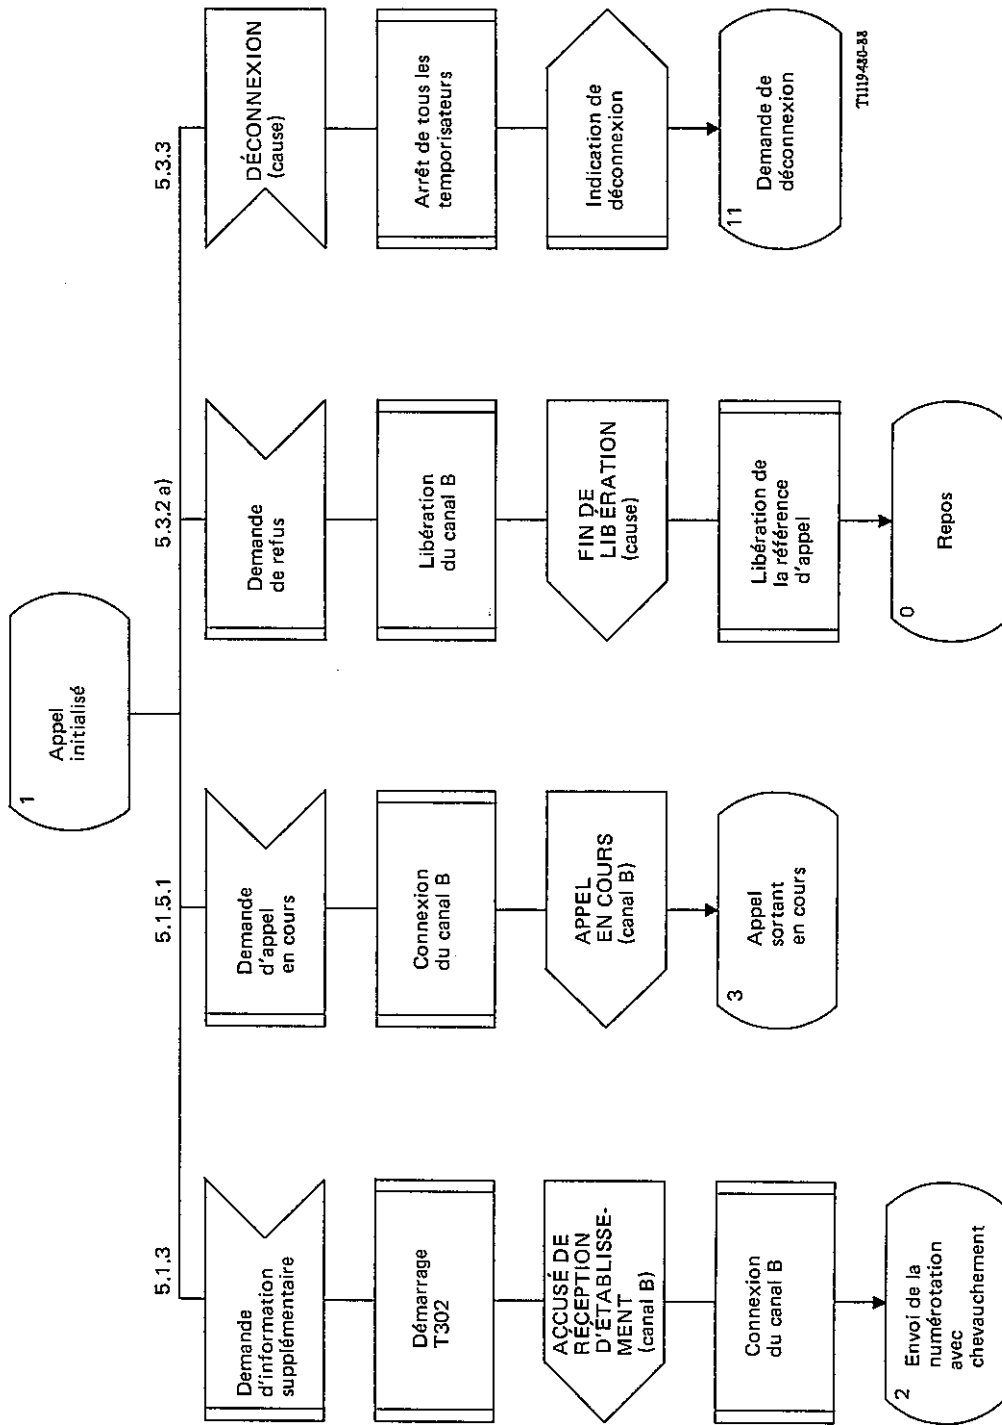 1
Appel
initialisé
5.1.3
Demande
d'information
supplémentaire
Démarrage
T302
ACCUSÉ DE
RÉCEPTION
D'ÉTABLISSE-
MENT
(canal B)
Connexion
du canal B
2
Envoi de la
numérotation
avec
chevauchement
5.1.5.1
Demande
d'appel
en cours
Connexion
du canal B
APPEL
EN COURS
(canal B)
3
Appel
sortant
en cours
5.3.2 a)
Demande
de refus
Libération
du canal B
FIN DE
LIBÉRATION
(cause)
Libération de
la référence
d'appel
0
Repos
5.3.3
DÉCONNEXION
(cause)
Arrêt de tous les
temporisateurs
Indication de
déconnexion
11
Demande de
déconnexion
T1119480-88